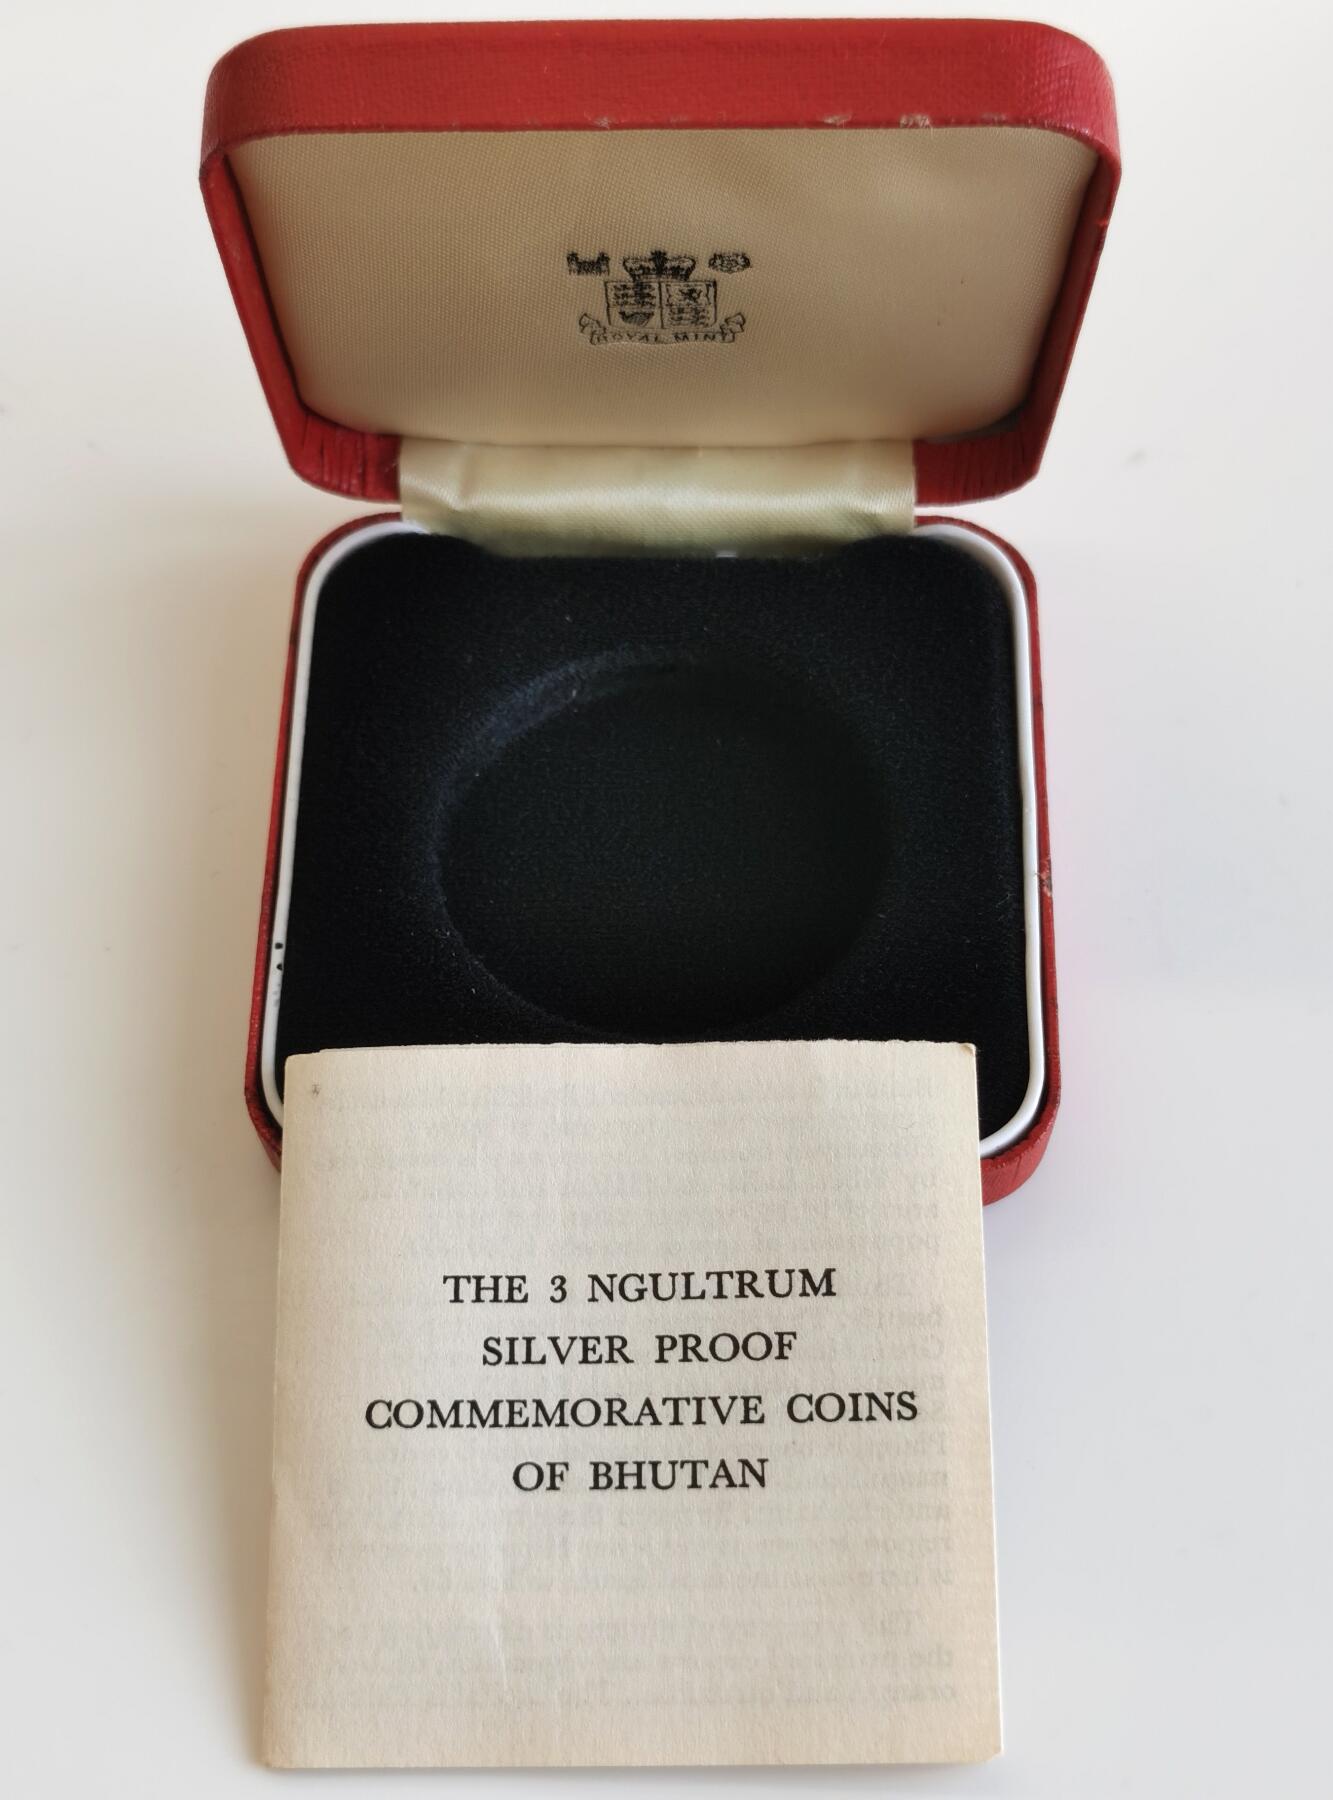 ROYAL MINT
THE 3 NGULTRUM
SILVER PROOF
COMMEMORATIVE COINS
OF BHUTAN